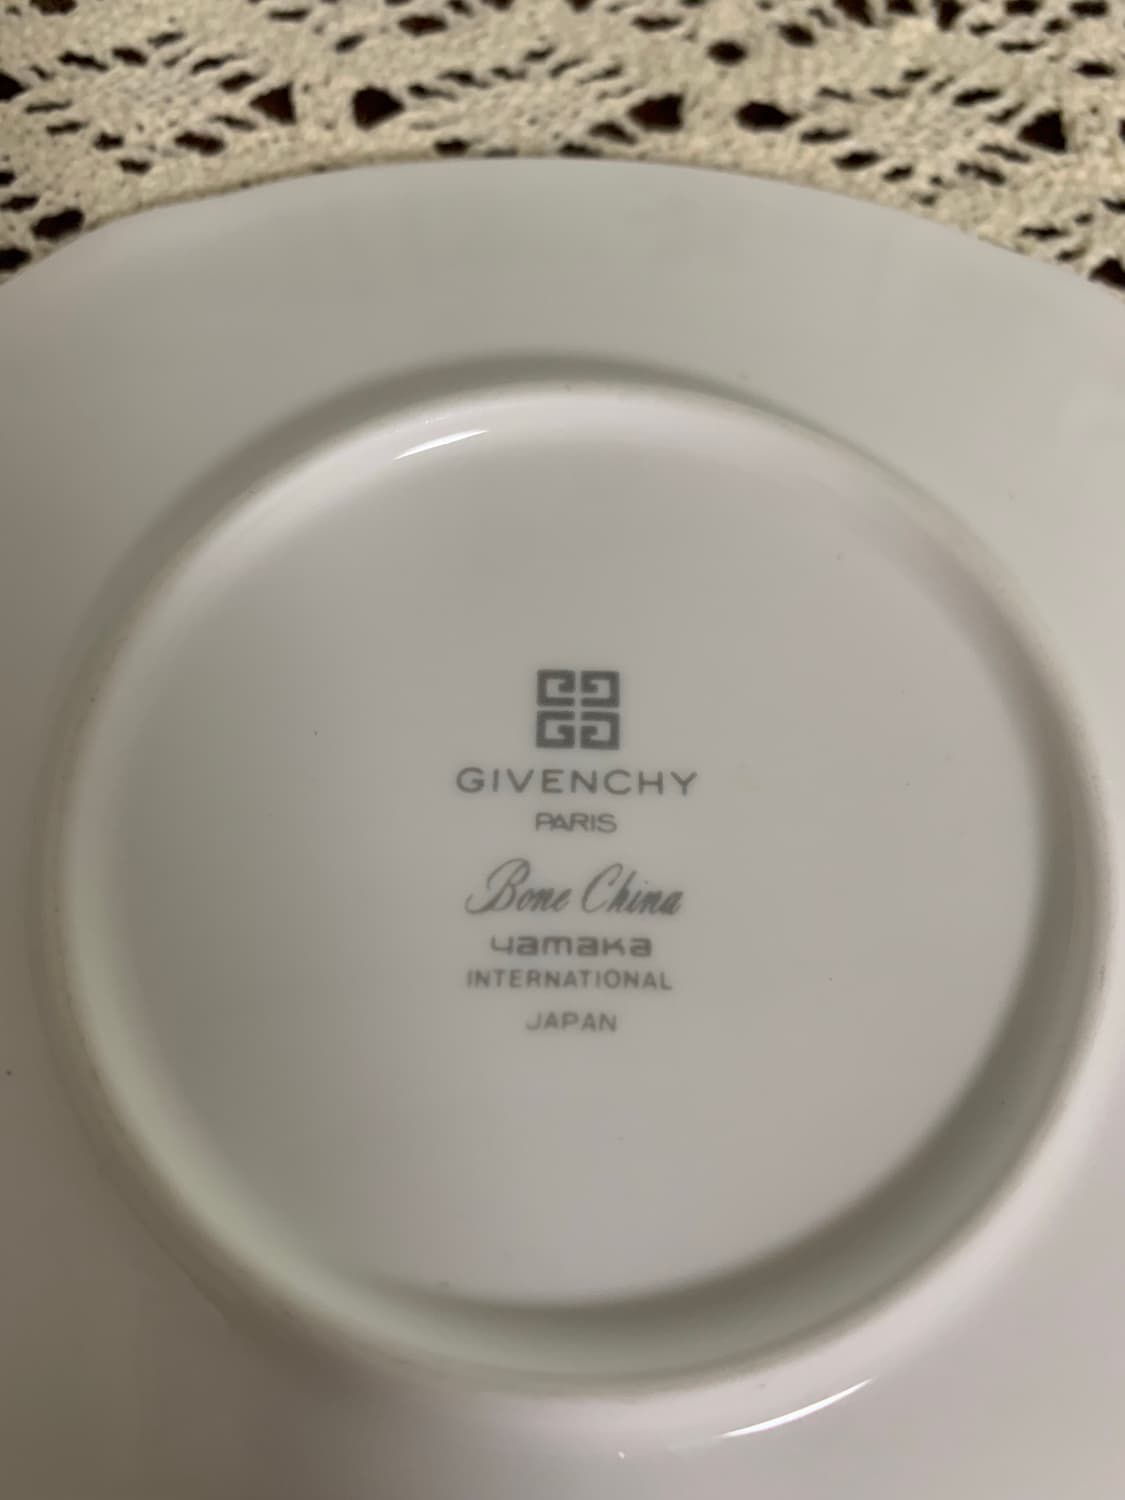 GIVENCHY
PARIS
Bone China
yamaka
INTERNATIONAL
JAPAN